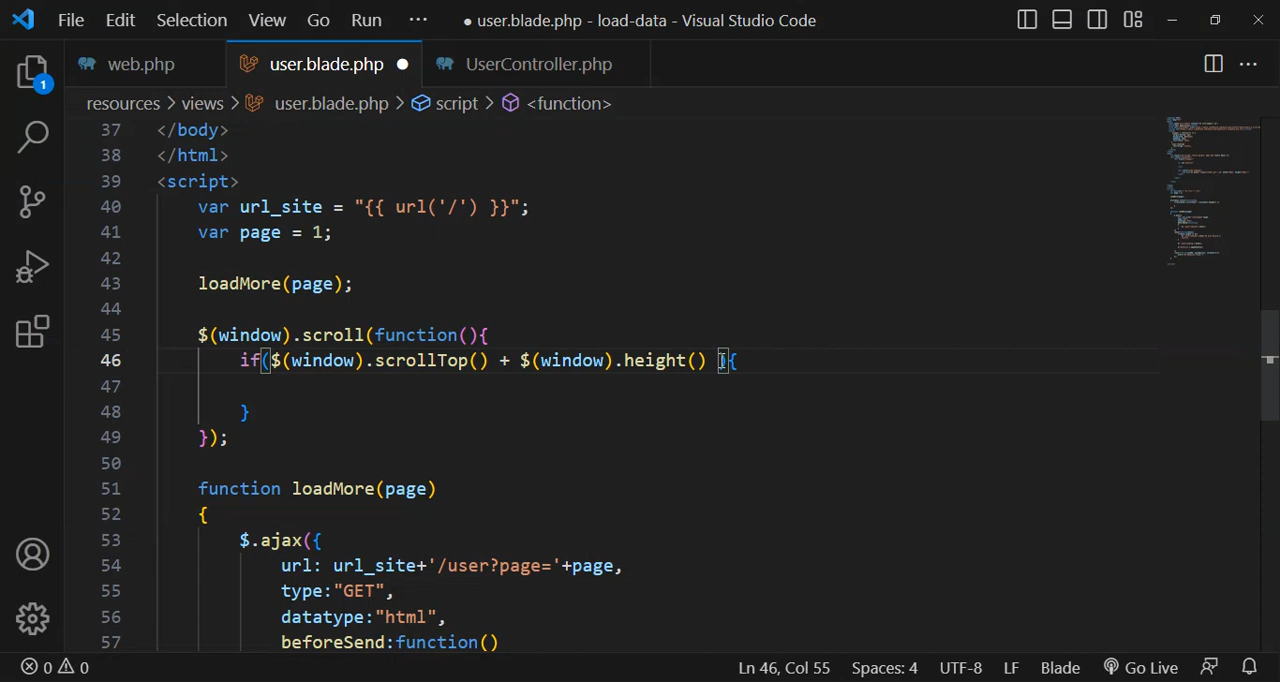 File Edit Selection View Go Run ··· ● user.blade.php - load-data - Visual Studio Code
web.php user.blade.php ● UserController.php ···
resources > views > user.blade.php > script > <function>
1
37 </body>
38 </html>
39 <script>
40 var url_site = "{{ url('/') }}";
41 var page = 1;
42
43 loadMore(page);
44
45 $(window).scroll(function(){
46 if($(window).scrollTop() + $(window).height() ){
47
48 }
49 });
50
51 function loadMore(page)
52 {
53 $.ajax({
54 url: url_site+'/user?page='+page,
55 type:"GET",
56 datatype:"html",
57 beforeSend:function()
0 0 Ln 46, Col 55 Spaces: 4 UTF-8 LF Blade Go Live